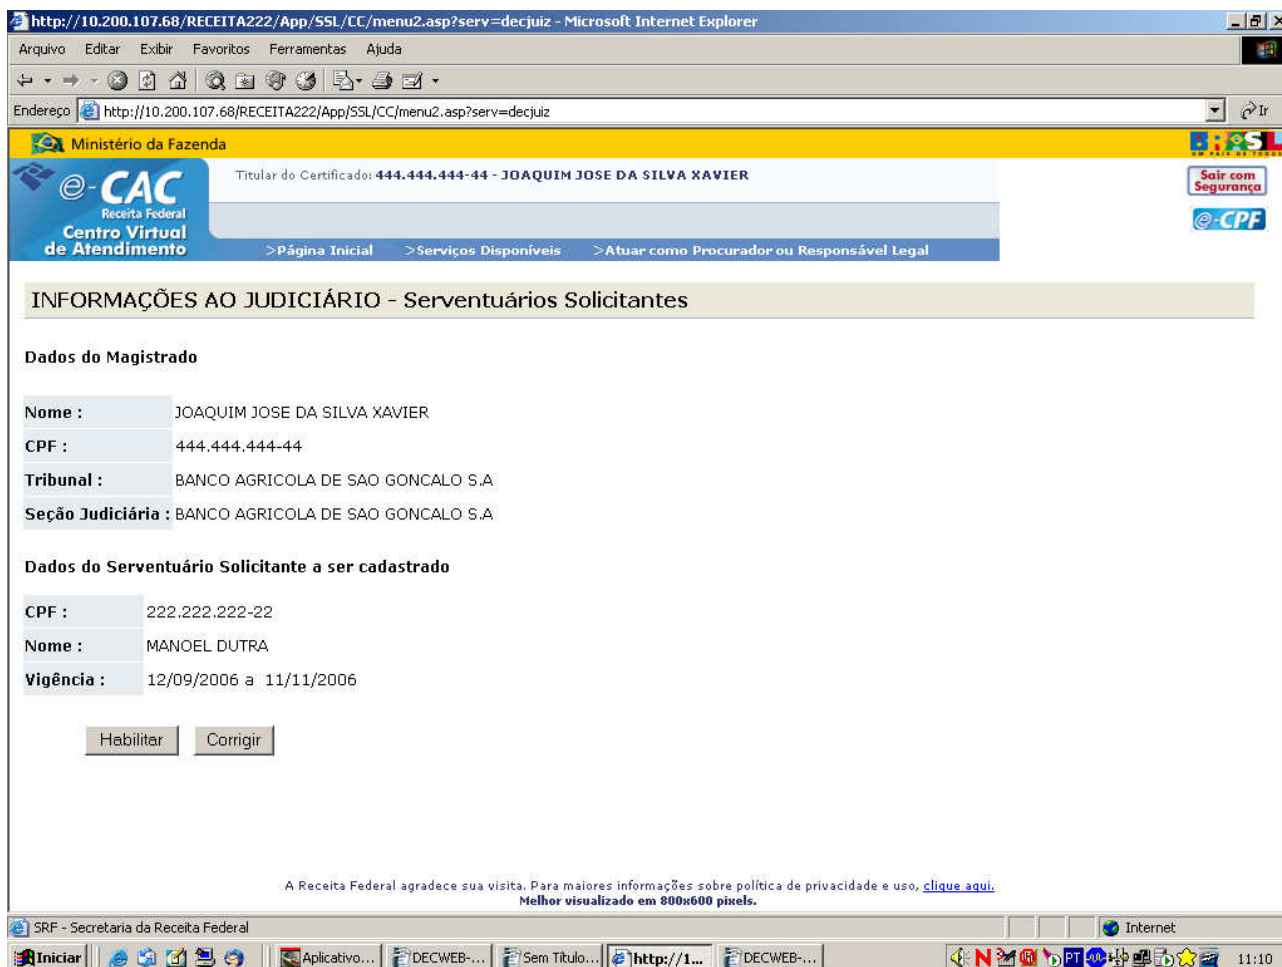 http://10.200.107.68/RECEITA222/App/SSL/CC/menu2.asp?serv=decjuiz - Microsoft Internet Explorer
Arquivo Editar Exibir Favoritos Ferramentas Ajuda
Endereço http://10.200.107.68/RECEITA222/App/SSL/CC/menu2.asp?serv=decjuiz Ir
Ministério da Fazenda BRASIL
UM PAÍS DE TODOS
e-CAC
Receita Federal
Centro Virtual
de Atendimento
Titular do Certificado: 444.444.444-44 - JOAQUIM JOSE DA SILVA XAVIER
Sair com
Segurança
e-CPF
>Página Inicial >Serviços Disponíveis >Atuar como Procurador ou Responsável Legal
INFORMAÇÕES AO JUDICIÁRIO - Serventuários Solicitantes
Dados do Magistrado
Nome : JOAQUIM JOSE DA SILVA XAVIER
CPF : 444.444.444-44
Tribunal : BANCO AGRICOLA DE SAO GONCALO S.A
Seção Judiciária : BANCO AGRICOLA DE SAO GONCALO S.A
Dados do Serventuário Solicitante a ser cadastrado
CPF : 222.222.222-22
Nome : MANOEL DUTRA
Vigência : 12/09/2006 a 11/11/2006
Habilitar Corrigir
A Receita Federal agradece sua visita. Para maiores informações sobre política de privacidade e uso, clique aqui.
Melhor visualizado em 800x600 pixels.
SRF - Secretaria da Receita Federal Internet
Iniciar Aplicativo... DECWEB-... Sem Título... http://1... DECWEB-... N PT 11:10